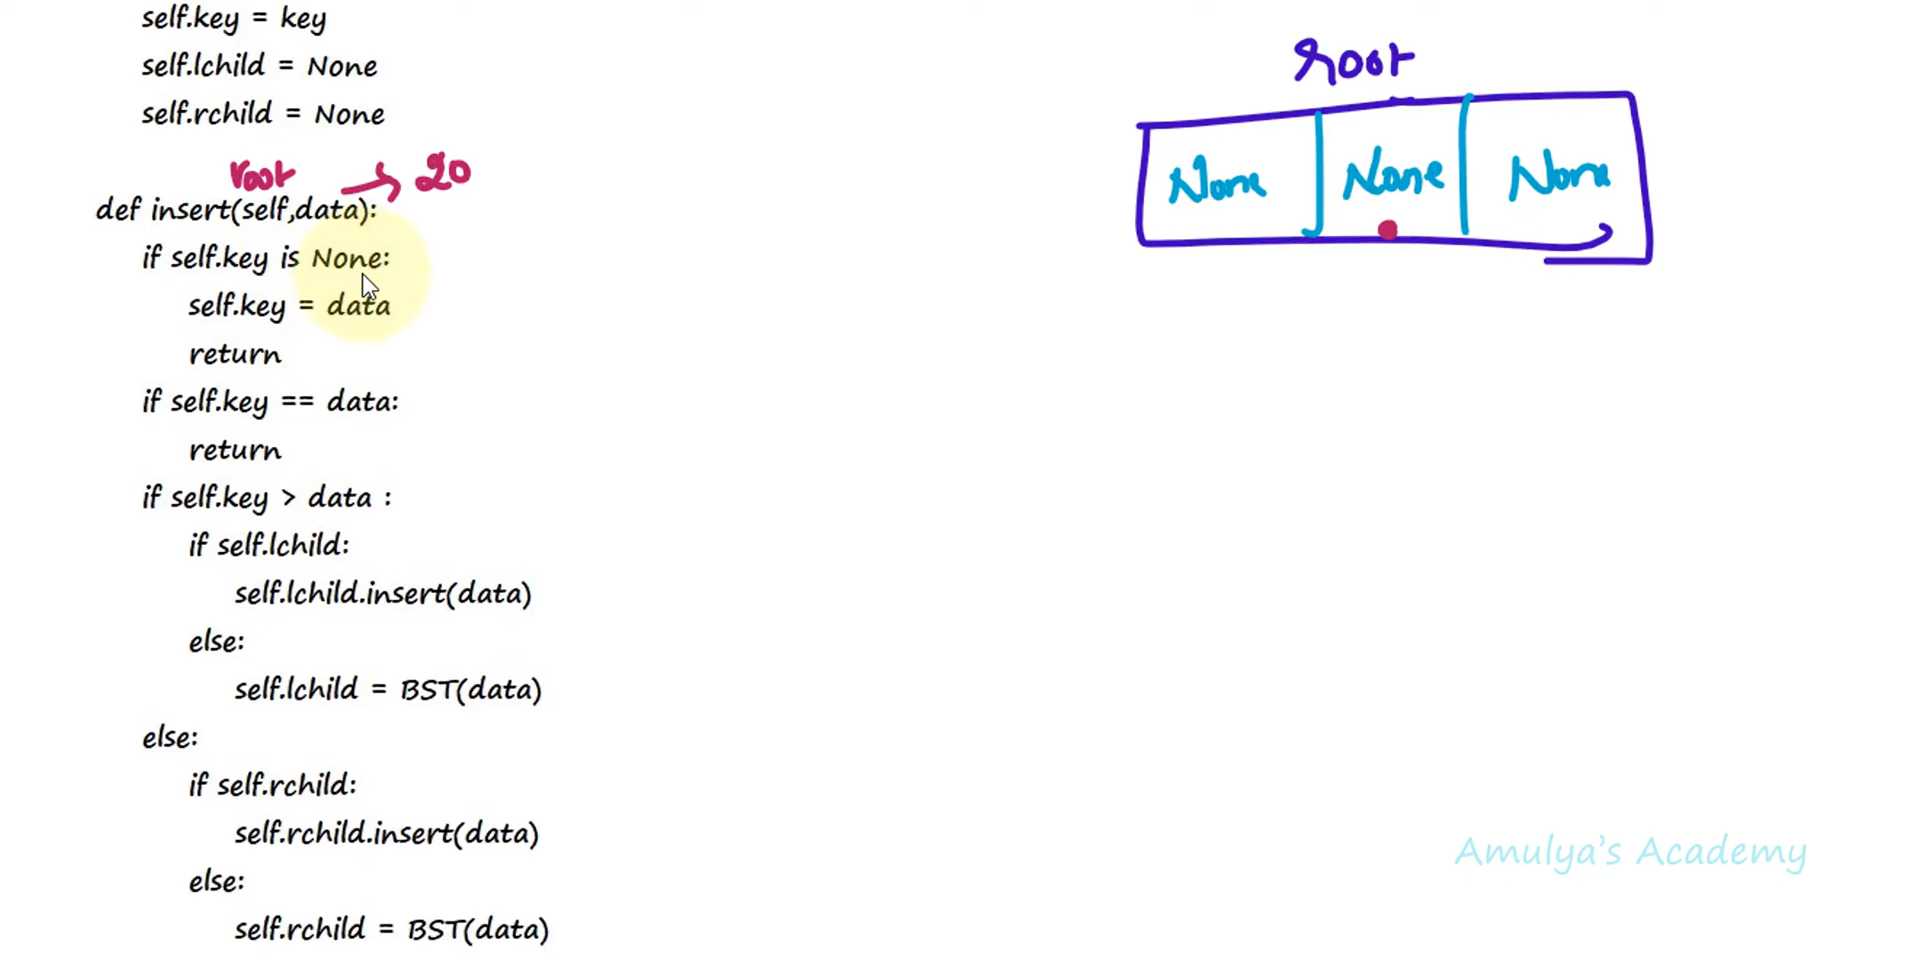 self.key = key
self.lchild = None
self.rchild = None
root → 20
def insert(self,data):
if self.key is None:
self.key = data
return
if self.key == data:
return
if self.key > data :
if self.lchild:
self.lchild.insert(data)
else:
self.lchild = BST(data)
else:
if self.rchild:
self.rchild.insert(data)
else:
self.rchild = BST(data)
root
None None None
Amulya's Academy